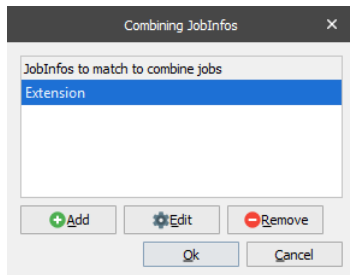 Combining JobInfos
JobInfos to match to combine jobs
Extension
Add Edit Remove
Ok Cancel